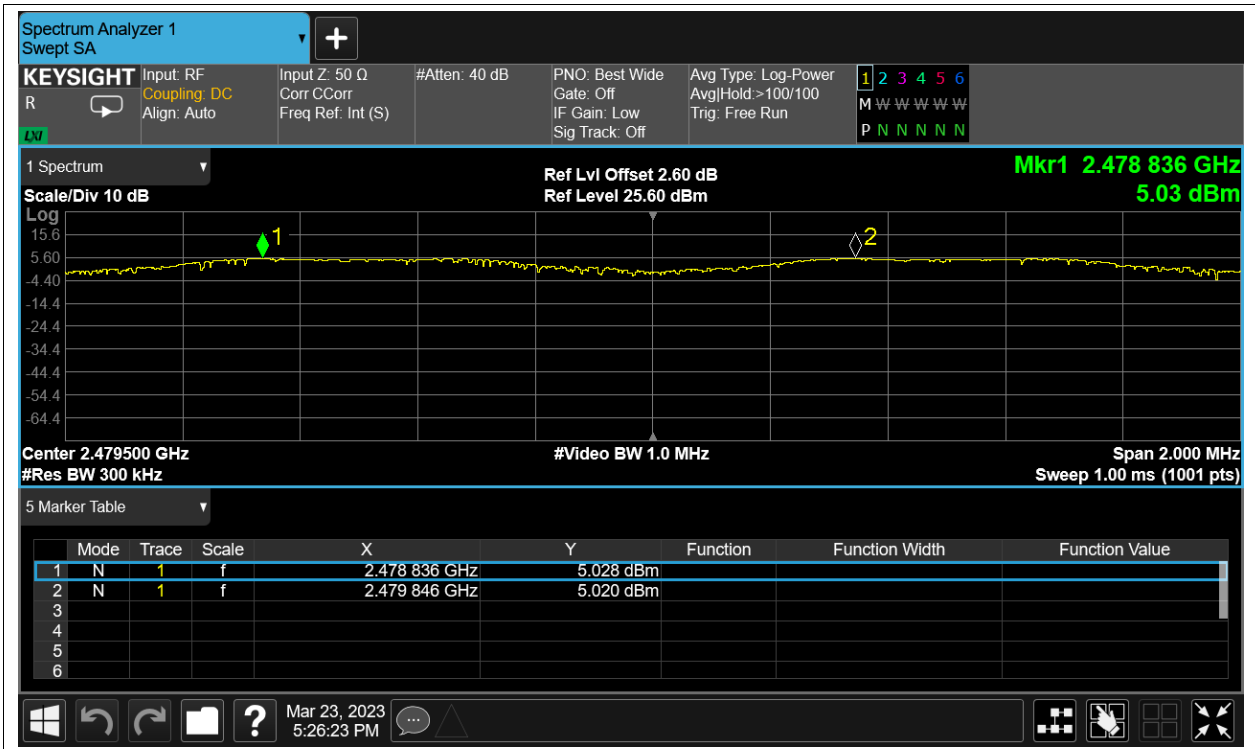 Spectrum Analyzer 1
Swept SA
+
KEYSIGHT
R
LXI
Input: RF
Coupling: DC
Align: Auto
Input Z: 50 Ω
Corr CCorr
Freq Ref: Int (S)
#Atten: 40 dB
PNO: Best Wide
Gate: Off
IF Gain: Low
Sig Track: Off
Avg Type: Log-Power
Avg|Hold:>100/100
Trig: Free Run
1 2 3 4 5 6
M W W W W W
P N N N N N
1 Spectrum
Scale/Div 10 dB
Ref Lvl Offset 2.60 dB
Ref Level 25.60 dBm
Mkr1 2.478 836 GHz
5.03 dBm
Log
15.6
5.60
-4.40
-14.4
-24.4
-34.4
-44.4
-54.4
-64.4
1
2
Center 2.479500 GHz
#Res BW 300 kHz
#Video BW 1.0 MHz
Span 2.000 MHz
Sweep 1.00 ms (1001 pts)
5 Marker Table
Mode Trace Scale X Y Function Function Width Function Value
1 N 1 f 2.478 836 GHz 5.028 dBm
2 N 1 f 2.479 846 GHz 5.020 dBm
3
4
5
6
?
Mar 23, 2023
5:26:23 PM